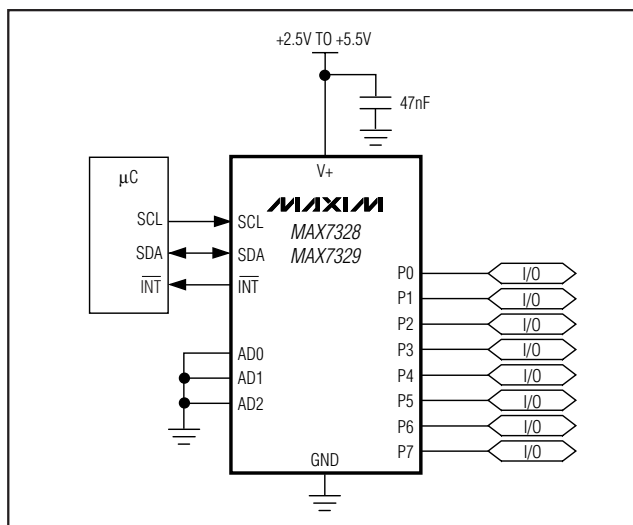 +2.5V TO +5.5V
47nF
V+
μC
MAXIM
MAX7328
MAX7329
SCL
SCL
SDA
SDA
INT
INT
P0
I/O
P1
I/O
P2
I/O
AD0
P3
I/O
AD1
P4
I/O
AD2
P5
I/O
P6
I/O
P7
I/O
GND